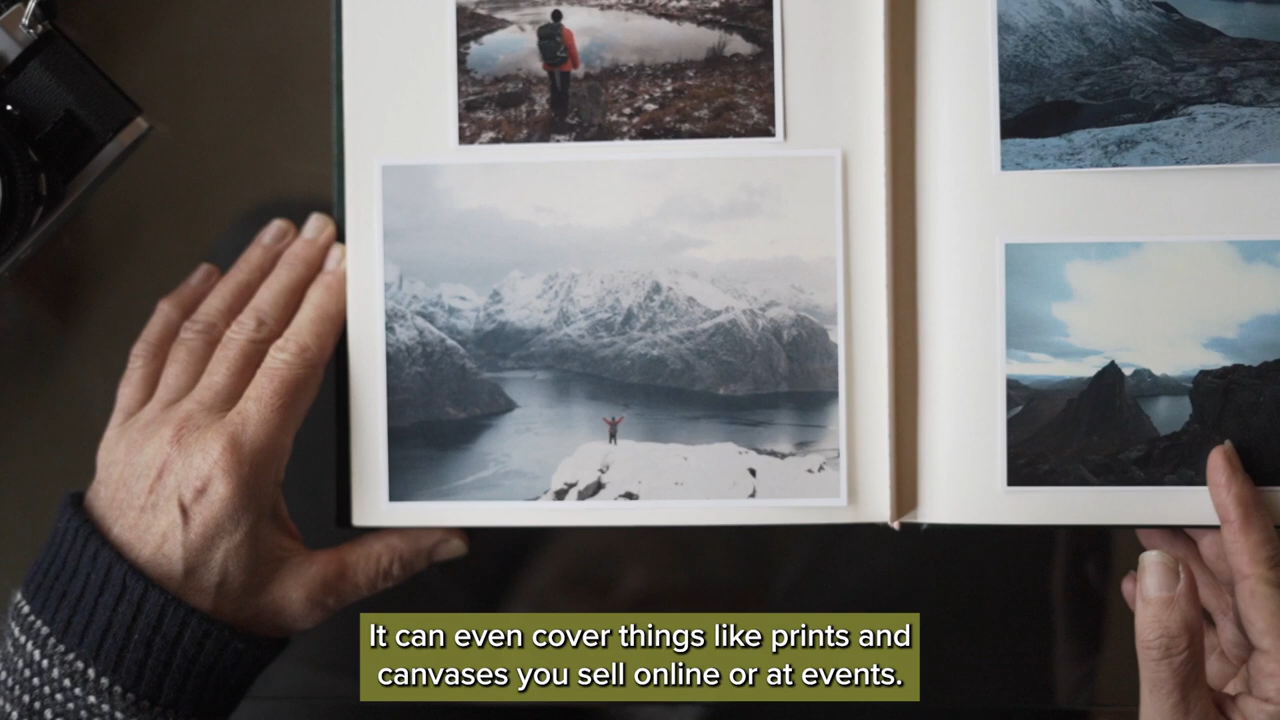 It can even cover things like prints and
canvases you sell online or at events.